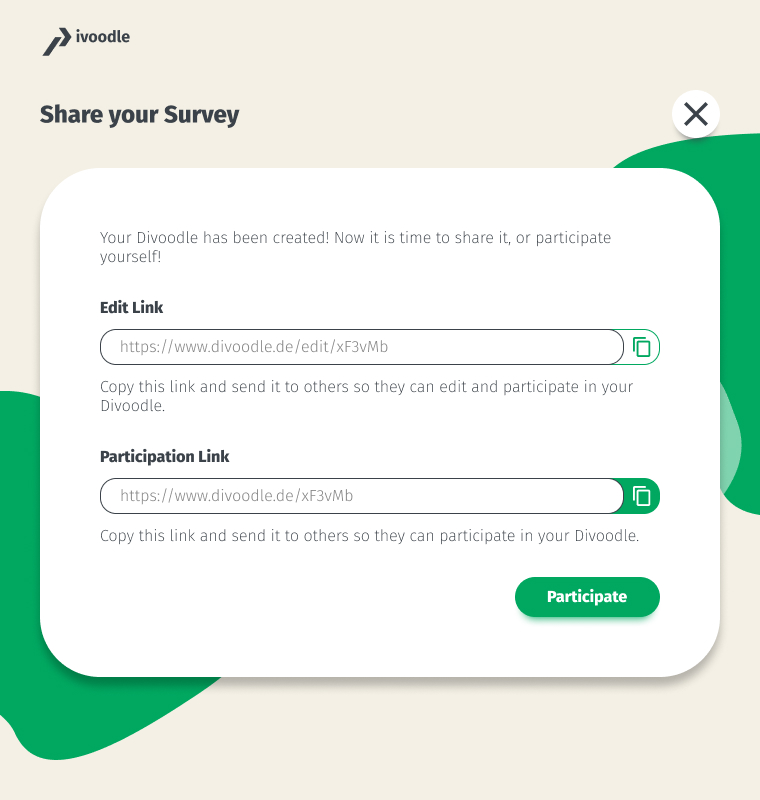 ivoodle
Share your Survey
Your Divoodle has been created! Now it is time to share it, or participate
yourself!
Edit Link
https://www.divoodle.de/edit/xF3vMb
Copy this link and send it to others so they can edit and participate in your
Divoodle.
Participation Link
https://www.divoodle.de/xF3vMb
Copy this link and send it to others so they can participate in your Divoodle.
Participate